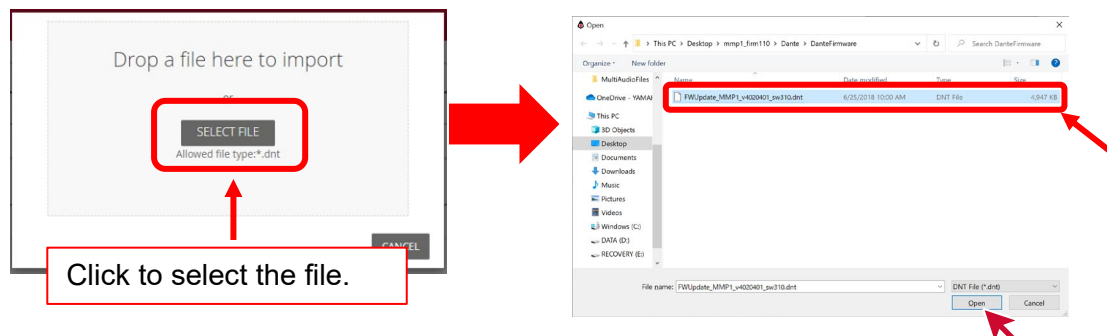 Drop a file here to import
or
SELECT FILE
Allowed file type:*.dnt
CANCEL
Click to select the file.
Open
This PC > Desktop > mmp1_firm110 > Dante > DanteFirmware
Search DanteFirmware
Organize
New folder
MultiAudioFiles
OneDrive - YAMAH
This PC
3D Objects
Desktop
Documents
Downloads
Music
Pictures
Videos
Windows (C:)
DATA (D:)
RECOVERY (E:)
Name Date modified Type Size
FWUpdate_MMP1_v4020401_sw310.dnt 6/25/2018 10:00 AM DNT File 4,947 KB
File name: FWUpdate_MMP1_v4020401_sw310.dnt DNT File (*.dnt)
Open Cancel